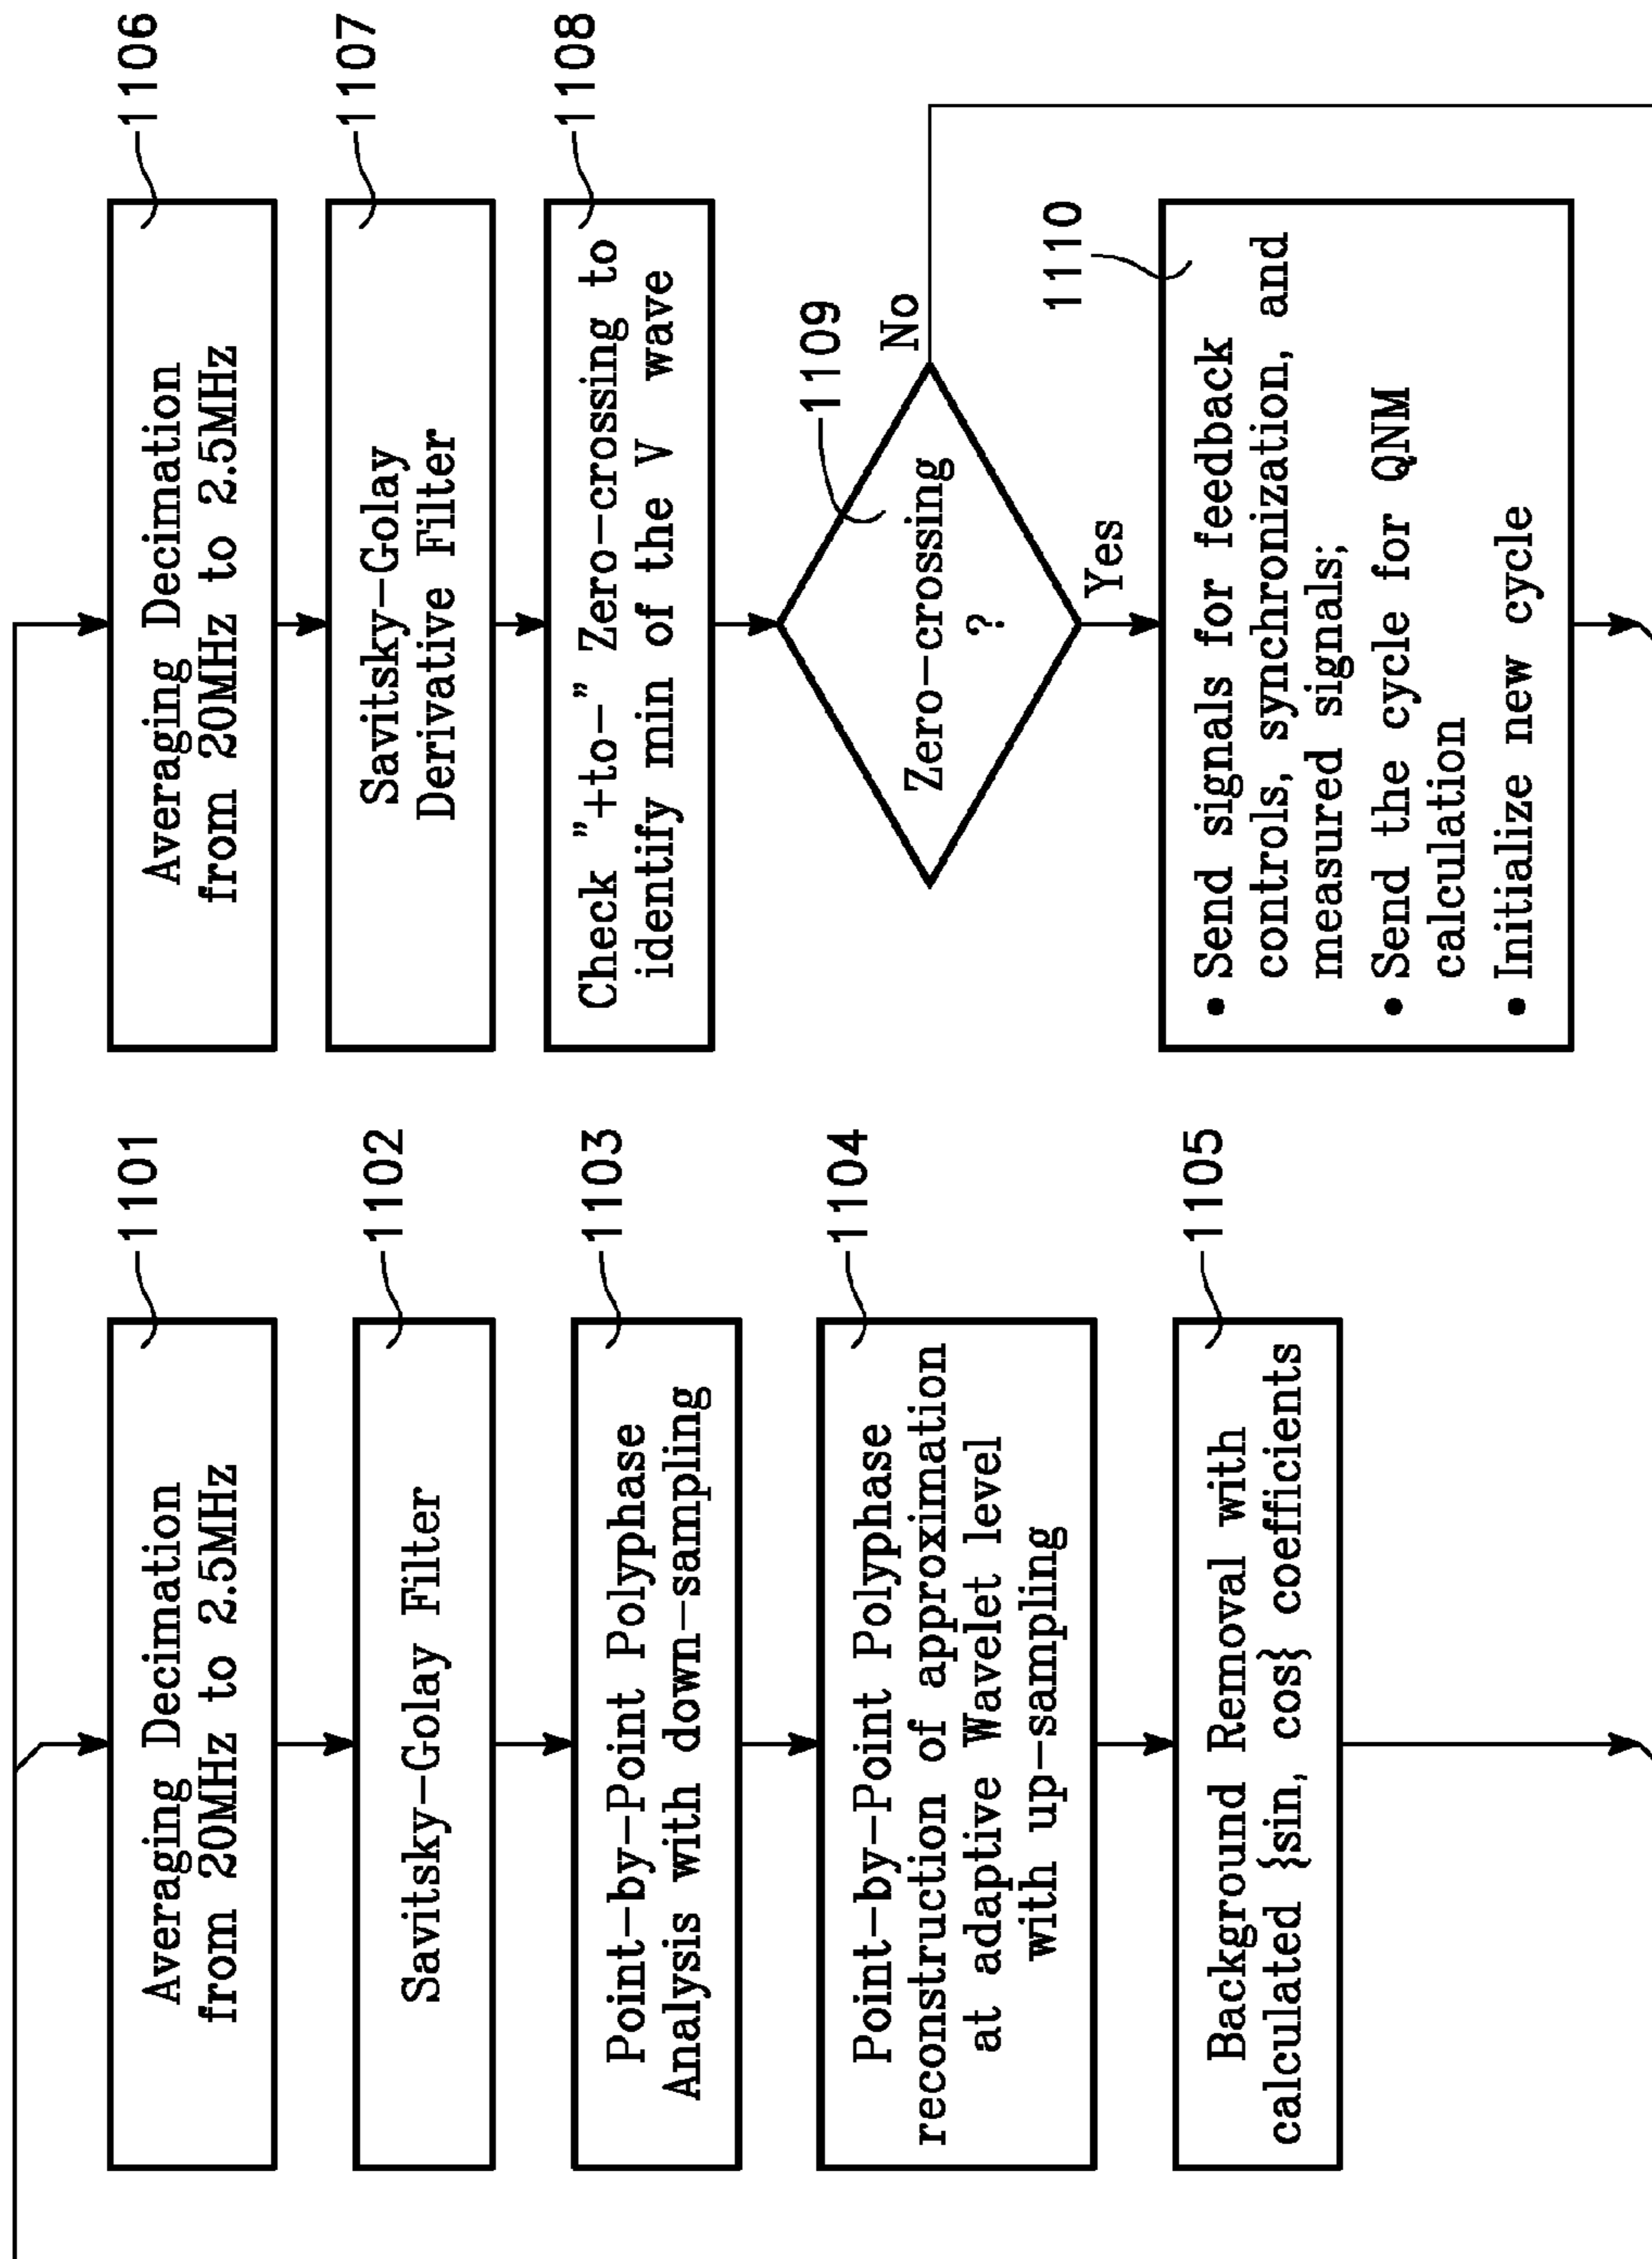 1101
Averaging Decimation
from 20MHz to 2.5MHz
1102
Savitsky-Golay Filter
1103
Point-by-Point Polyphase
Analysis with down-sampling
1104
Point-by-Point Polyphase
reconstruction of approximation
at adaptive Wavelet level
with up-sampling
1105
Background Removal with
calculated {sin, cos{ coefficients
1106
Averaging Decimation
from 20MHz to 2.5MHz
1107
Savitsky-Golay
Derivative Filter
1108
Check "+to-" Zero-crossing to
identify min of the V wave
1109
Zero-crossing
?
No
Yes
1110
• Send signals for feedback
controls, synchronization, and
measured signals;
• Send the cycle for QNM
calculation
• Initialize new cycle